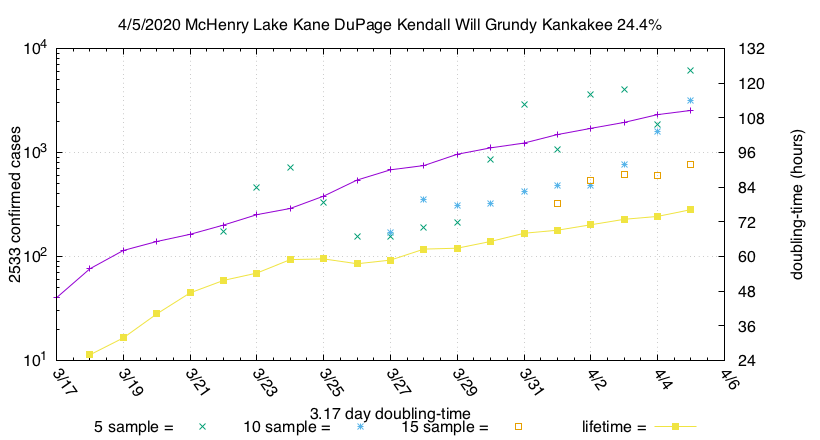 4/5/2020 McHenry Lake Kane DuPage Kendall Will Grundy Kankakee 24.4%
10^4
10^3
10^2
10^1
2533 confirmed cases
132
120
108
96
84
72
60
48
36
24
doubling-time (hours)
3/17 3/19 3/21 3/23 3/25 3/27 3/29 3/31 4/2 4/4 4/6
3.17 day doubling-time
5 sample = 10 sample = 15 sample = lifetime =